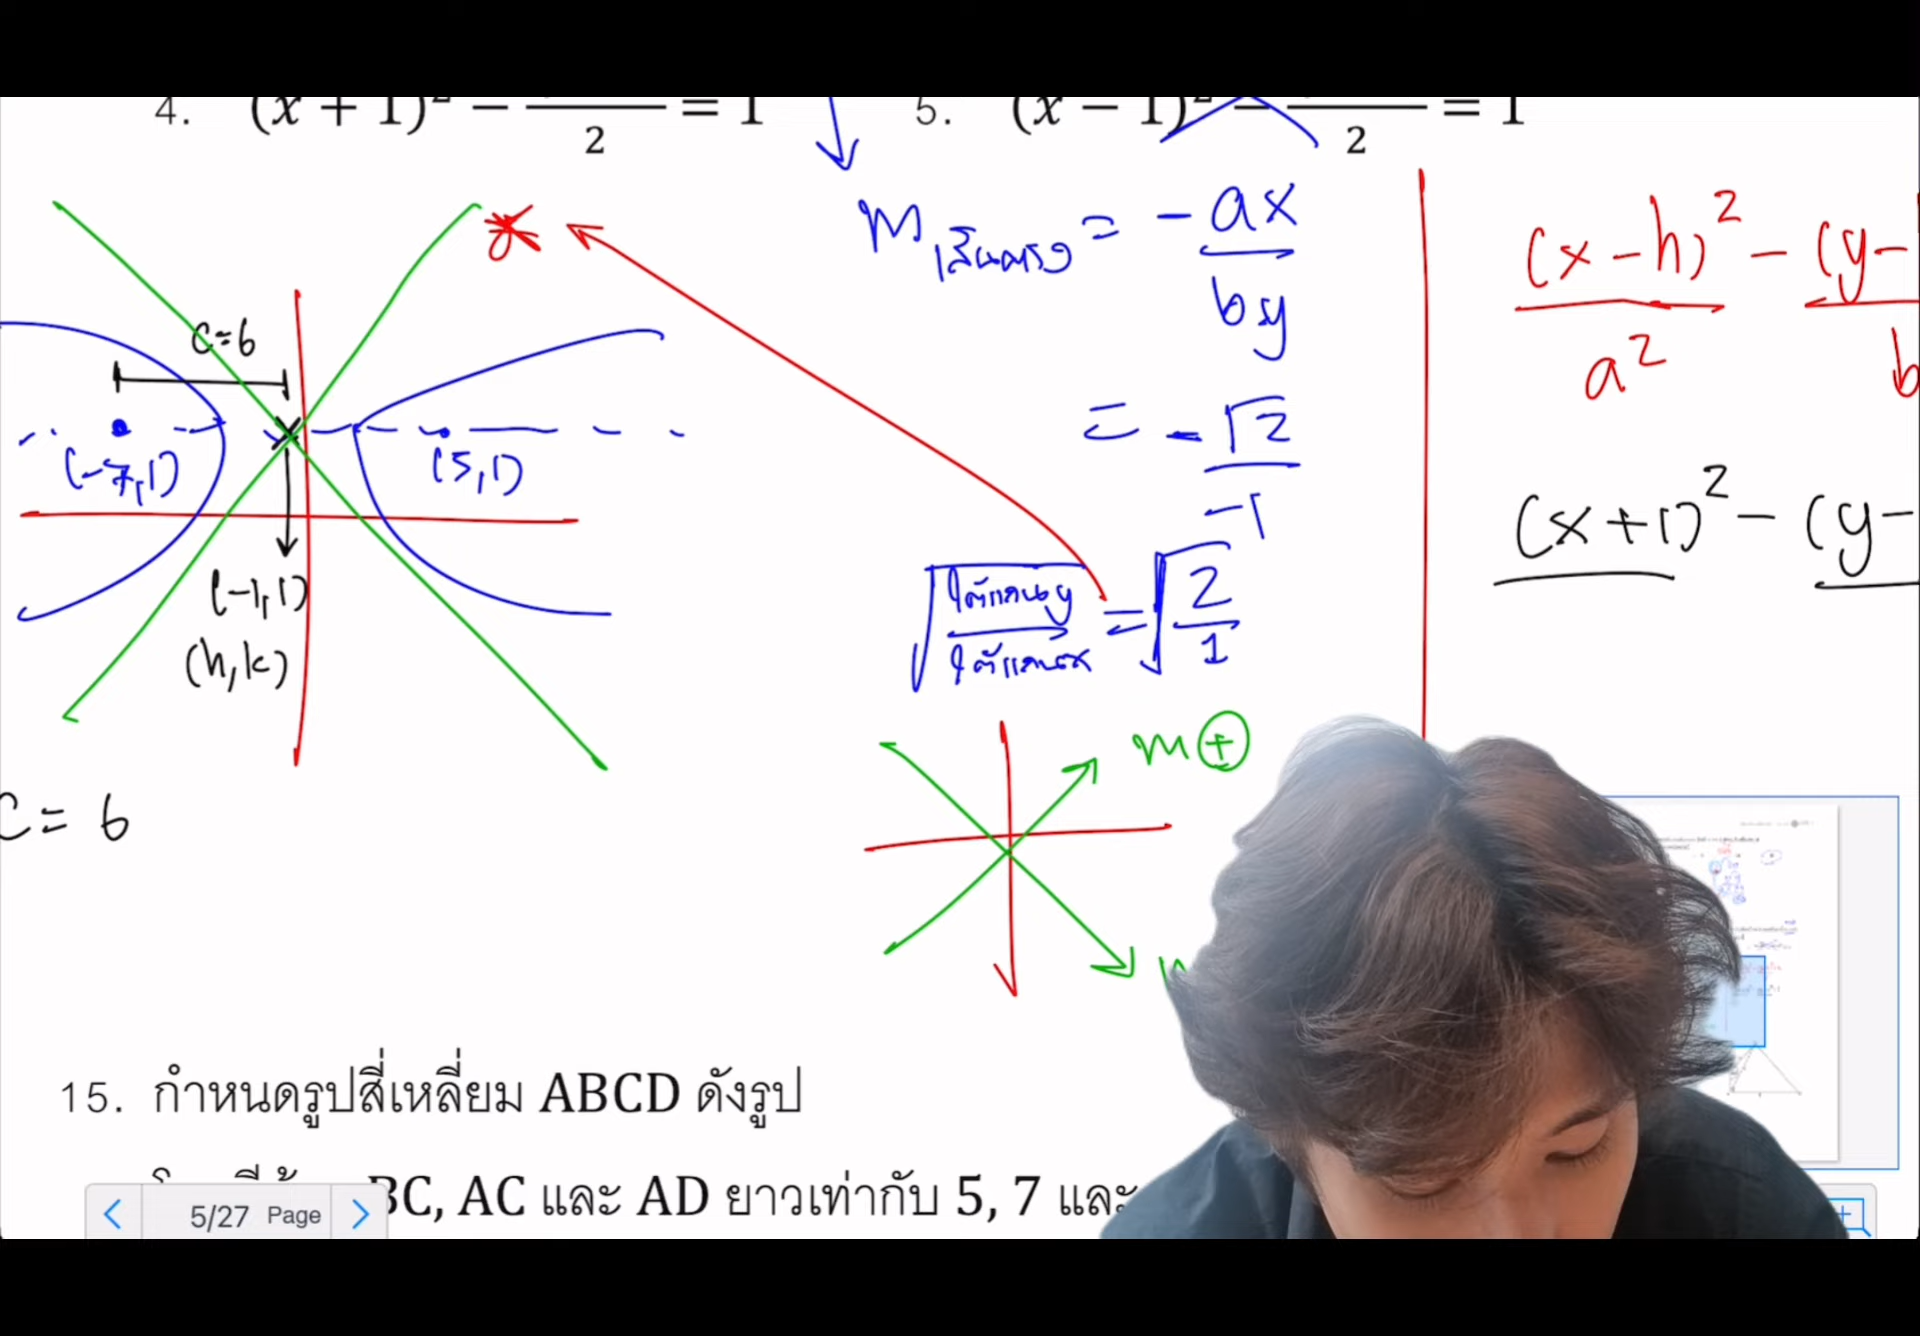 4. (x + 1)² − 2 = 1
5. (x − 1)² − 2 = 1
m เส้นตรง = − ax / by
= − √2 / −1
√(ใต้แกน y / ใต้แกน x) = √(2/1)
c=6
(−7,1)
(5,1)
(−1,1)
(h,k)
c = 6
m ⊕
(x−h)² / a² − (y− / b
(x+1)² − (y−
15. กำหนดรูปสี่เหลี่ยม ABCD ดังรูป
BC, AC และ AD ยาวเท่ากับ 5, 7 และ
5/27 Page